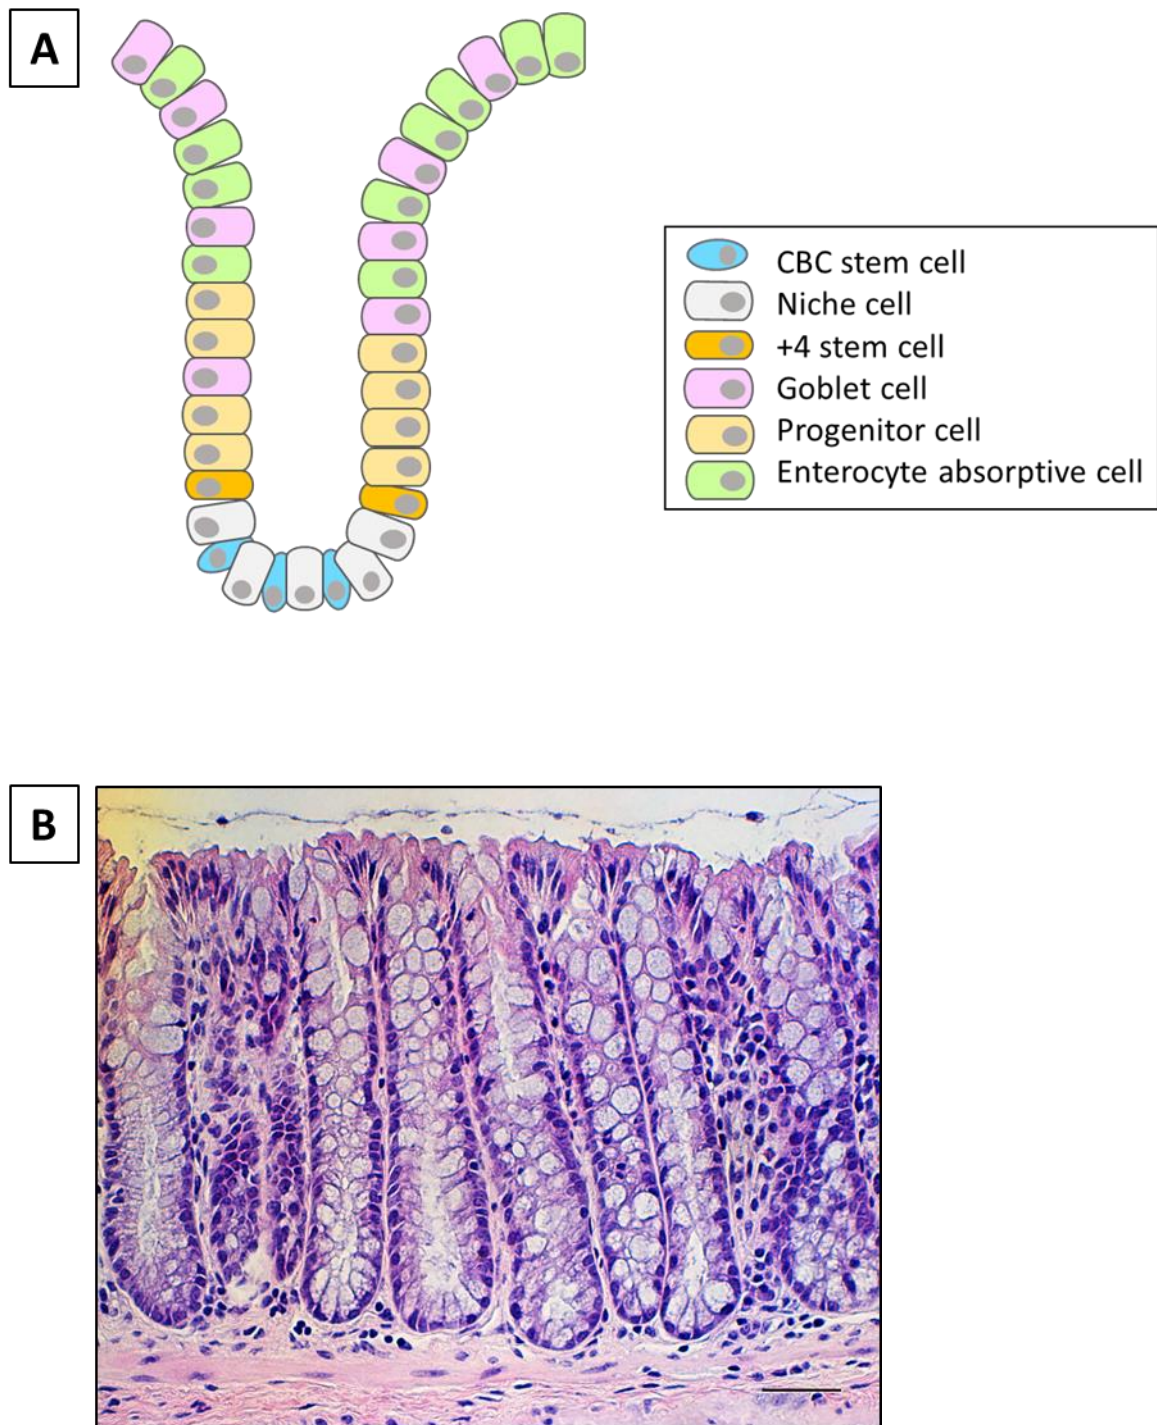 A
CBC stem cell
Niche cell
+4 stem cell
Goblet cell
Progenitor cell
Enterocyte absorptive cell
B